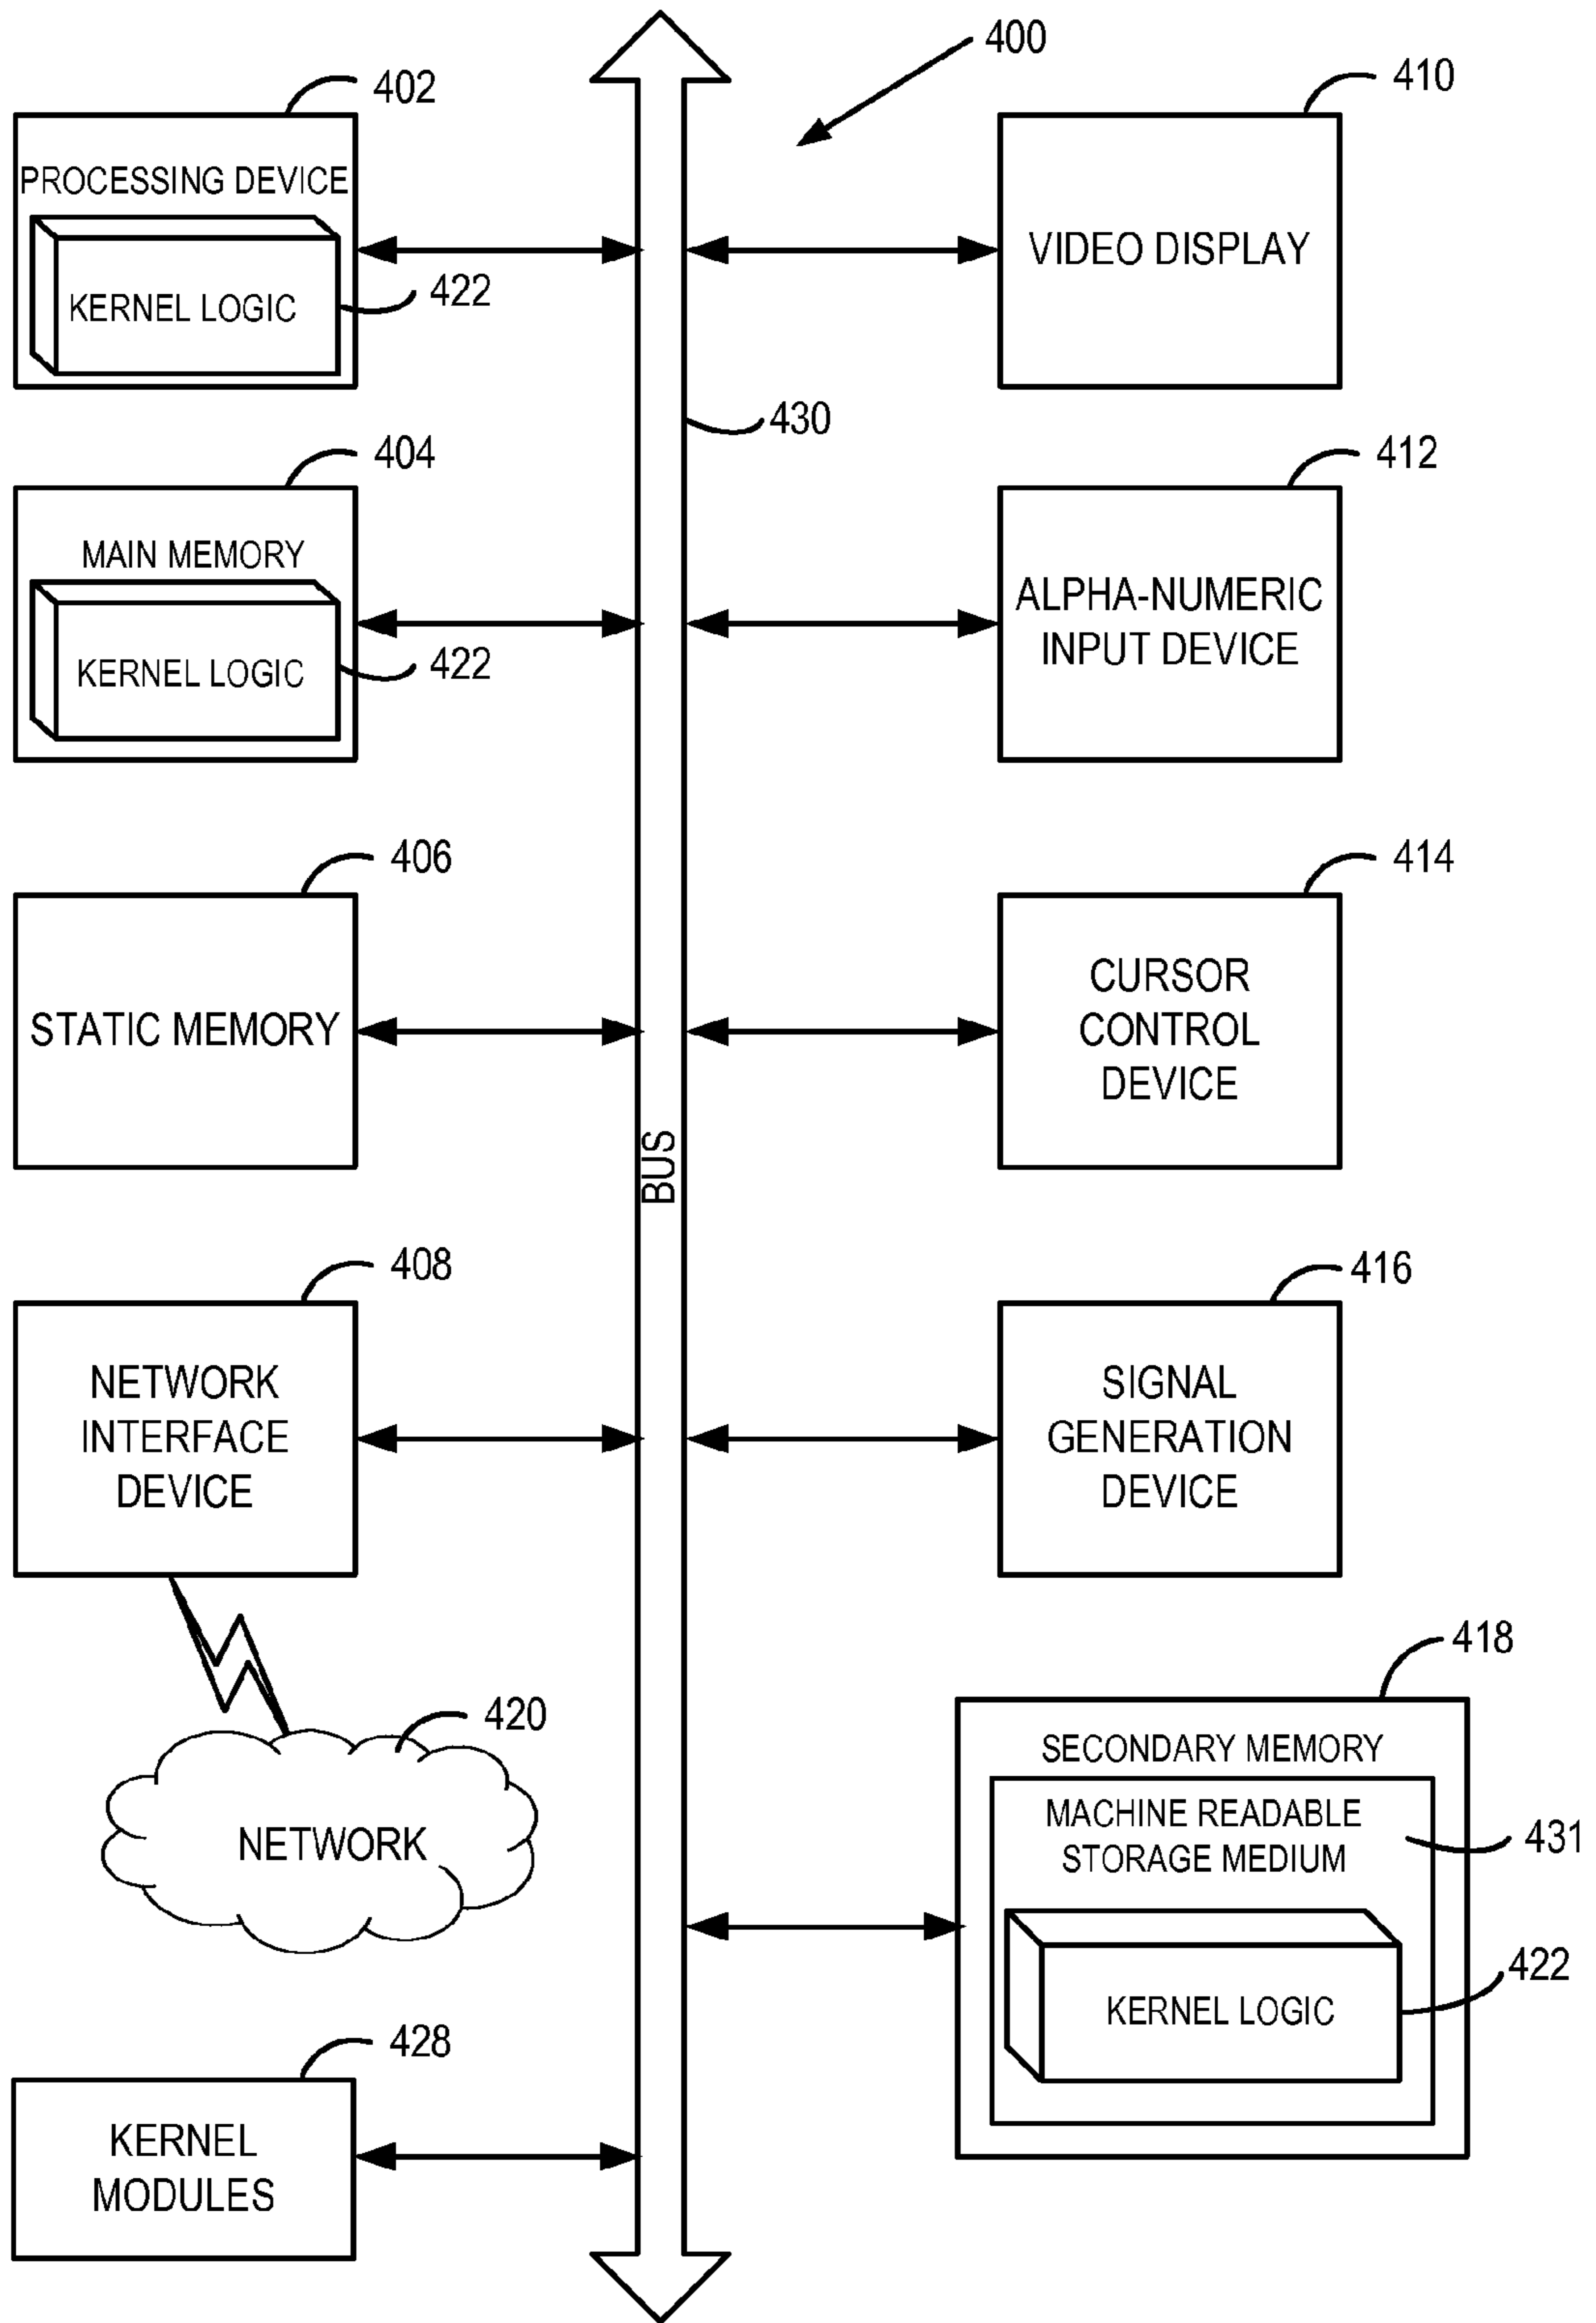 400
402
PROCESSING DEVICE
KERNEL LOGIC
422
410
VIDEO DISPLAY
430
404
MAIN MEMORY
KERNEL LOGIC
422
412
ALPHA-NUMERIC
INPUT DEVICE
406
STATIC MEMORY
414
CURSOR
CONTROL
DEVICE
BUS
408
NETWORK
INTERFACE
DEVICE
416
SIGNAL
GENERATION
DEVICE
420
NETWORK
418
SECONDARY MEMORY
MACHINE READABLE
STORAGE MEDIUM
431
KERNEL LOGIC
422
428
KERNEL
MODULES